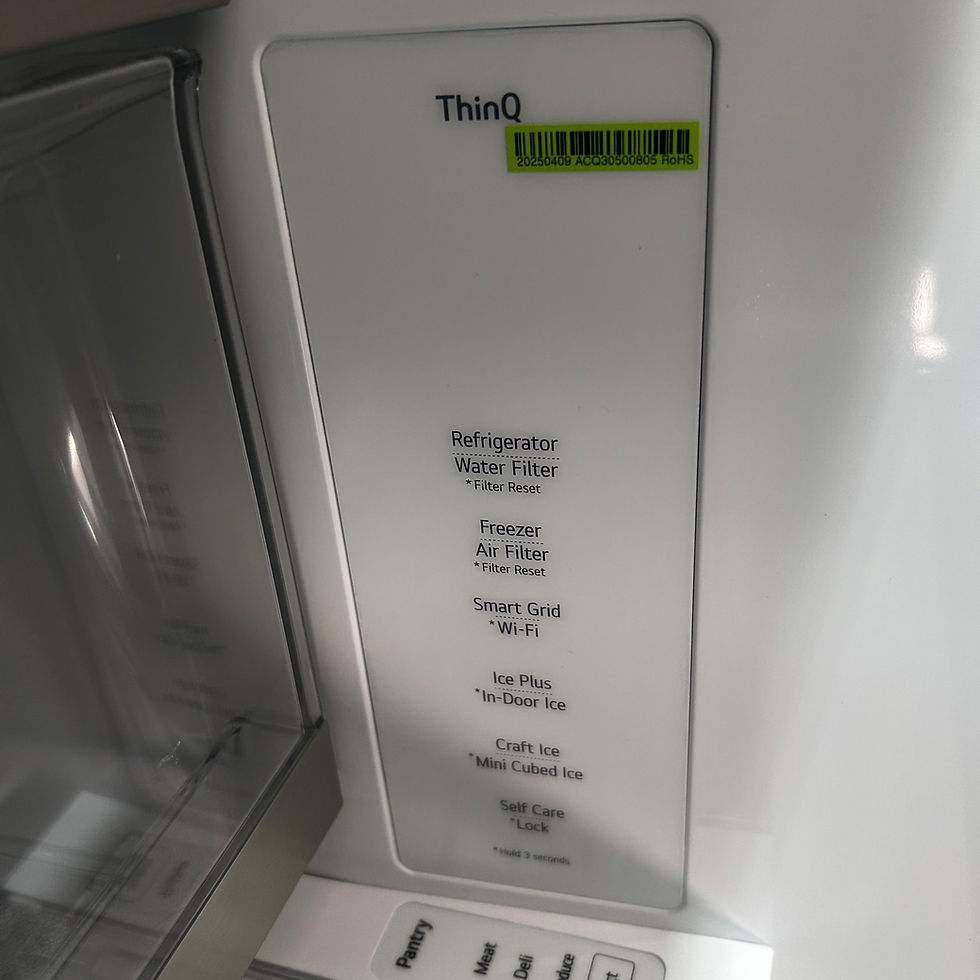 ThinQ
20250409 ACQ30500805 RoHS
Refrigerator
Water Filter
* Filter Reset
Freezer
Air Filter
* Filter Reset
Smart Grid
*Wi-Fi
Ice Plus
*In-Door Ice
Craft Ice
*Mini Cubed Ice
Self Care
*Lock
* Hold 3 seconds
Pantry
Meat
Deli